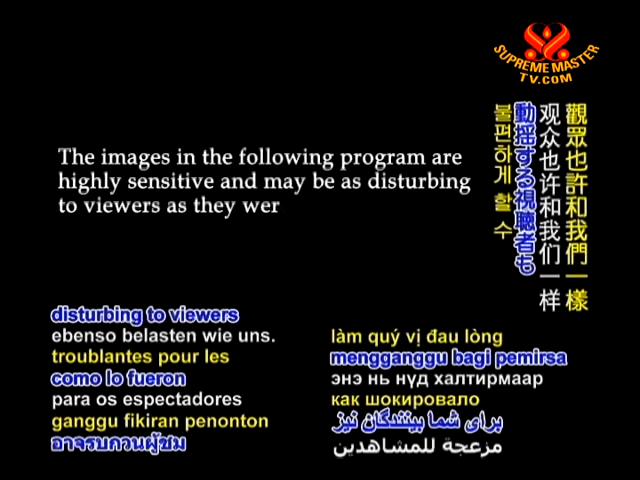 SUPREME MASTER
TV.COM
The images in the following program are
highly sensitive and may be as disturbing
to viewers as they wer
觀眾也許和我們一樣
观众也许和我们一样
動揺する視聴者も
불편하게 할 수
disturbing to viewers
ebenso belasten wie uns.
troublantes pour les
como lo fueron
para os espectadores
ganggu fikiran penonton
อาจรบกวนผู้ชม
làm quý vị đau lòng
mengganggu bagi pemirsa
энэ нь нүд халтирмаар
как шокировало
برای شما بینندگان نیز
مزعجة للمشاهدين